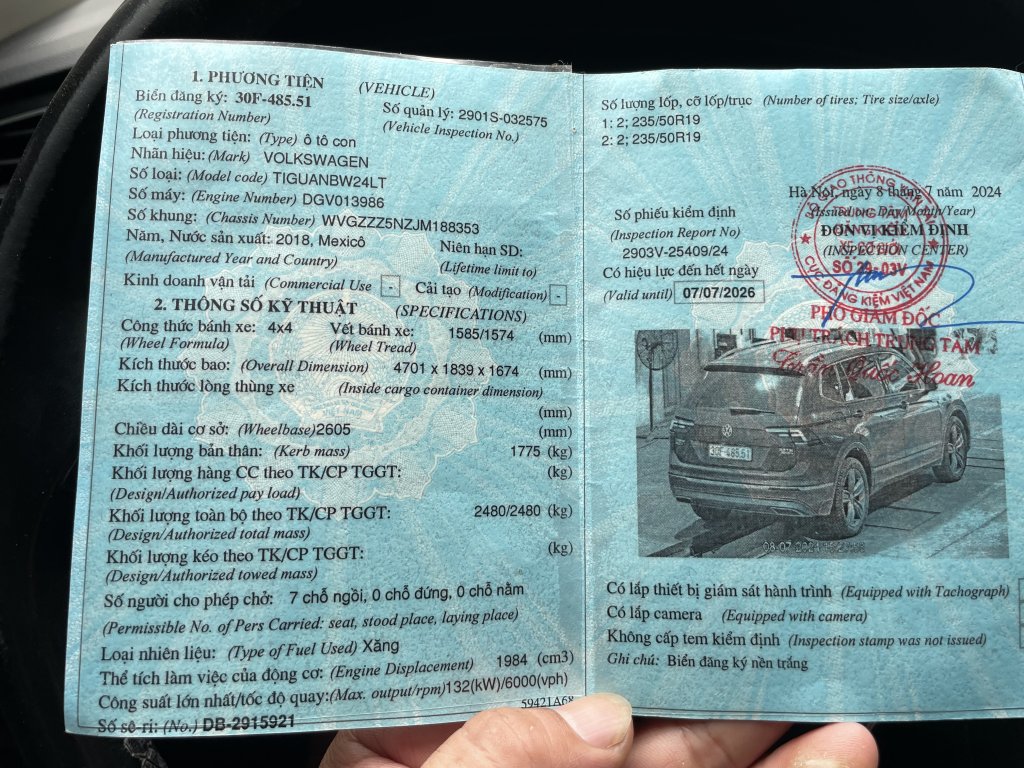 1. PHƯƠNG TIỆN (VEHICLE)
Biển đăng ký: 30F-485.51
(Registration Number)
Số quản lý: 2901S-032575
(Vehicle Inspection No.)
Loại phương tiện: (Type) ô tô con
Nhãn hiệu: (Mark) VOLKSWAGEN
Số loại: (Model code) TIGUANBW24LT
Số máy: (Engine Number) DGV013986
Số khung: (Chassis Number) WVGZZZ5NZJM188353
Năm, Nước sản xuất: 2018, Mexicô
(Manufactured Year and Country)
Niên hạn SD:
(Lifetime limit to)
Kinh doanh vận tải (Commercial Use - Cải tạo (Modification) -
2. THÔNG SỐ KỸ THUẬT (SPECIFICATIONS)
Công thức bánh xe: 4x4 Vết bánh xe: 1585/1574 (mm)
(Wheel Formula) (Wheel Tread)
Kích thước bao: (Overall Dimension) 4701 x 1839 x 1674 (mm)
Kích thước lòng thùng xe (Inside cargo container dimension)
(mm)
Chiều dài cơ sở: (Wheelbase)2605 (mm)
Khối lượng bản thân: (Kerb mass) 1775 (kg)
Khối lượng hàng CC theo TK/CP TGGT: (kg)
(Design/Authorized pay load)
Khối lượng toàn bộ theo TK/CP TGGT: 2480/2480 (kg)
(Design/Authorized total mass)
Khối lượng kéo theo TK/CP TGGT: (kg)
(Design/Authorized towed mass)
Số người cho phép chở: 7 chỗ ngồi, 0 chỗ đứng, 0 chỗ nằm
(Permissible No. of Pers Carried: seat, stood place, laying place)
Loại nhiên liệu: (Type of Fuel Used) Xăng
Thể tích làm việc của động cơ: (Engine Displacement) 1984 (cm3)
Công suất lớn nhất/tốc độ quay:(Max. output/rpm)132(kW)/6000(vph)
59421A68
Số sê-ri: (No.) DB-2915921
Số lượng lốp, cỡ lốp/trục (Number of tires; Tire size/axle)
1: 2; 235/50R19
2: 2; 235/50R19
Hà Nội, ngày 8 tháng 7 năm 2024
(Issued on: Day/Month/Year)
Số phiếu kiểm định
(Inspection Report No)
2903V-25409/24
ĐƠN VỊ KIỂM ĐỊNH
(INSPECTION CENTER)
SỐ 29-03V
CỤC ĐĂNG KIỂM VIỆT NAM
Có hiệu lực đến hết ngày
(Valid until) 07/07/2026
PHÓ GIÁM ĐỐC
PHỤ TRÁCH TRUNG TÂM
Quốc Hoan
30F-485.51
Có lắp thiết bị giám sát hành trình (Equipped with Tachograph)
Có lắp camera (Equipped with camera)
Không cấp tem kiểm định (Inspection stamp was not issued)
Ghi chú: Biển đăng ký nền trắng